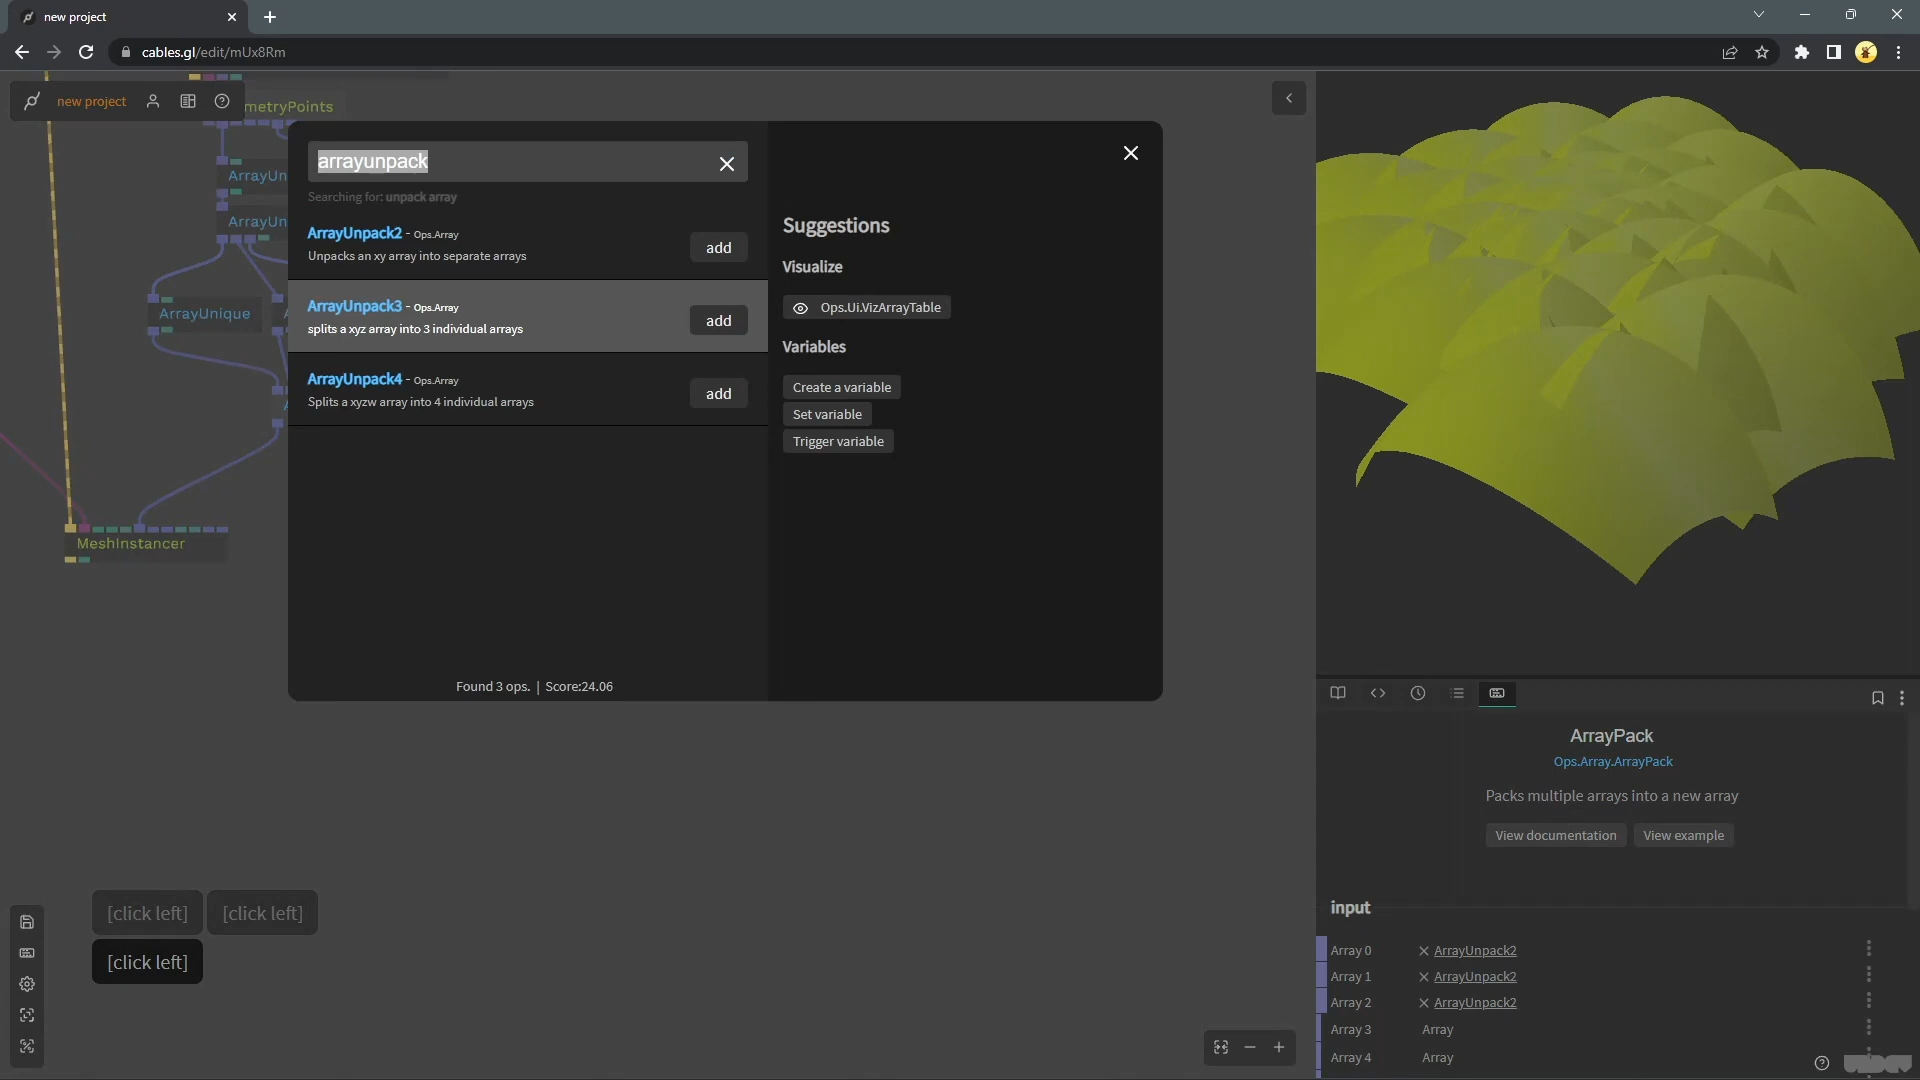 new project
cables.gl/edit/mUx8Rm
new project
metryPoints
ArrayUn
ArrayUn
ArrayUnique
MeshInstancer
arrayunpack
Searching for: unpack array
ArrayUnpack2 - Ops.Array
Unpacks an xy array into separate arrays
add
ArrayUnpack3 - Ops.Array
splits a xyz array into 3 individual arrays
add
ArrayUnpack4 - Ops.Array
Splits a xyzw array into 4 individual arrays
add
Found 3 ops. | Score:24.06
Suggestions
Visualize
Ops.Ui.VizArrayTable
Variables
Create a variable
Set variable
Trigger variable
[click left] [click left]
[click left]
ArrayPack
Ops.Array.ArrayPack
Packs multiple arrays into a new array
View documentation View example
input
Array 0 ArrayUnpack2
Array 1 ArrayUnpack2
Array 2 ArrayUnpack2
Array 3 Array
Array 4 Array